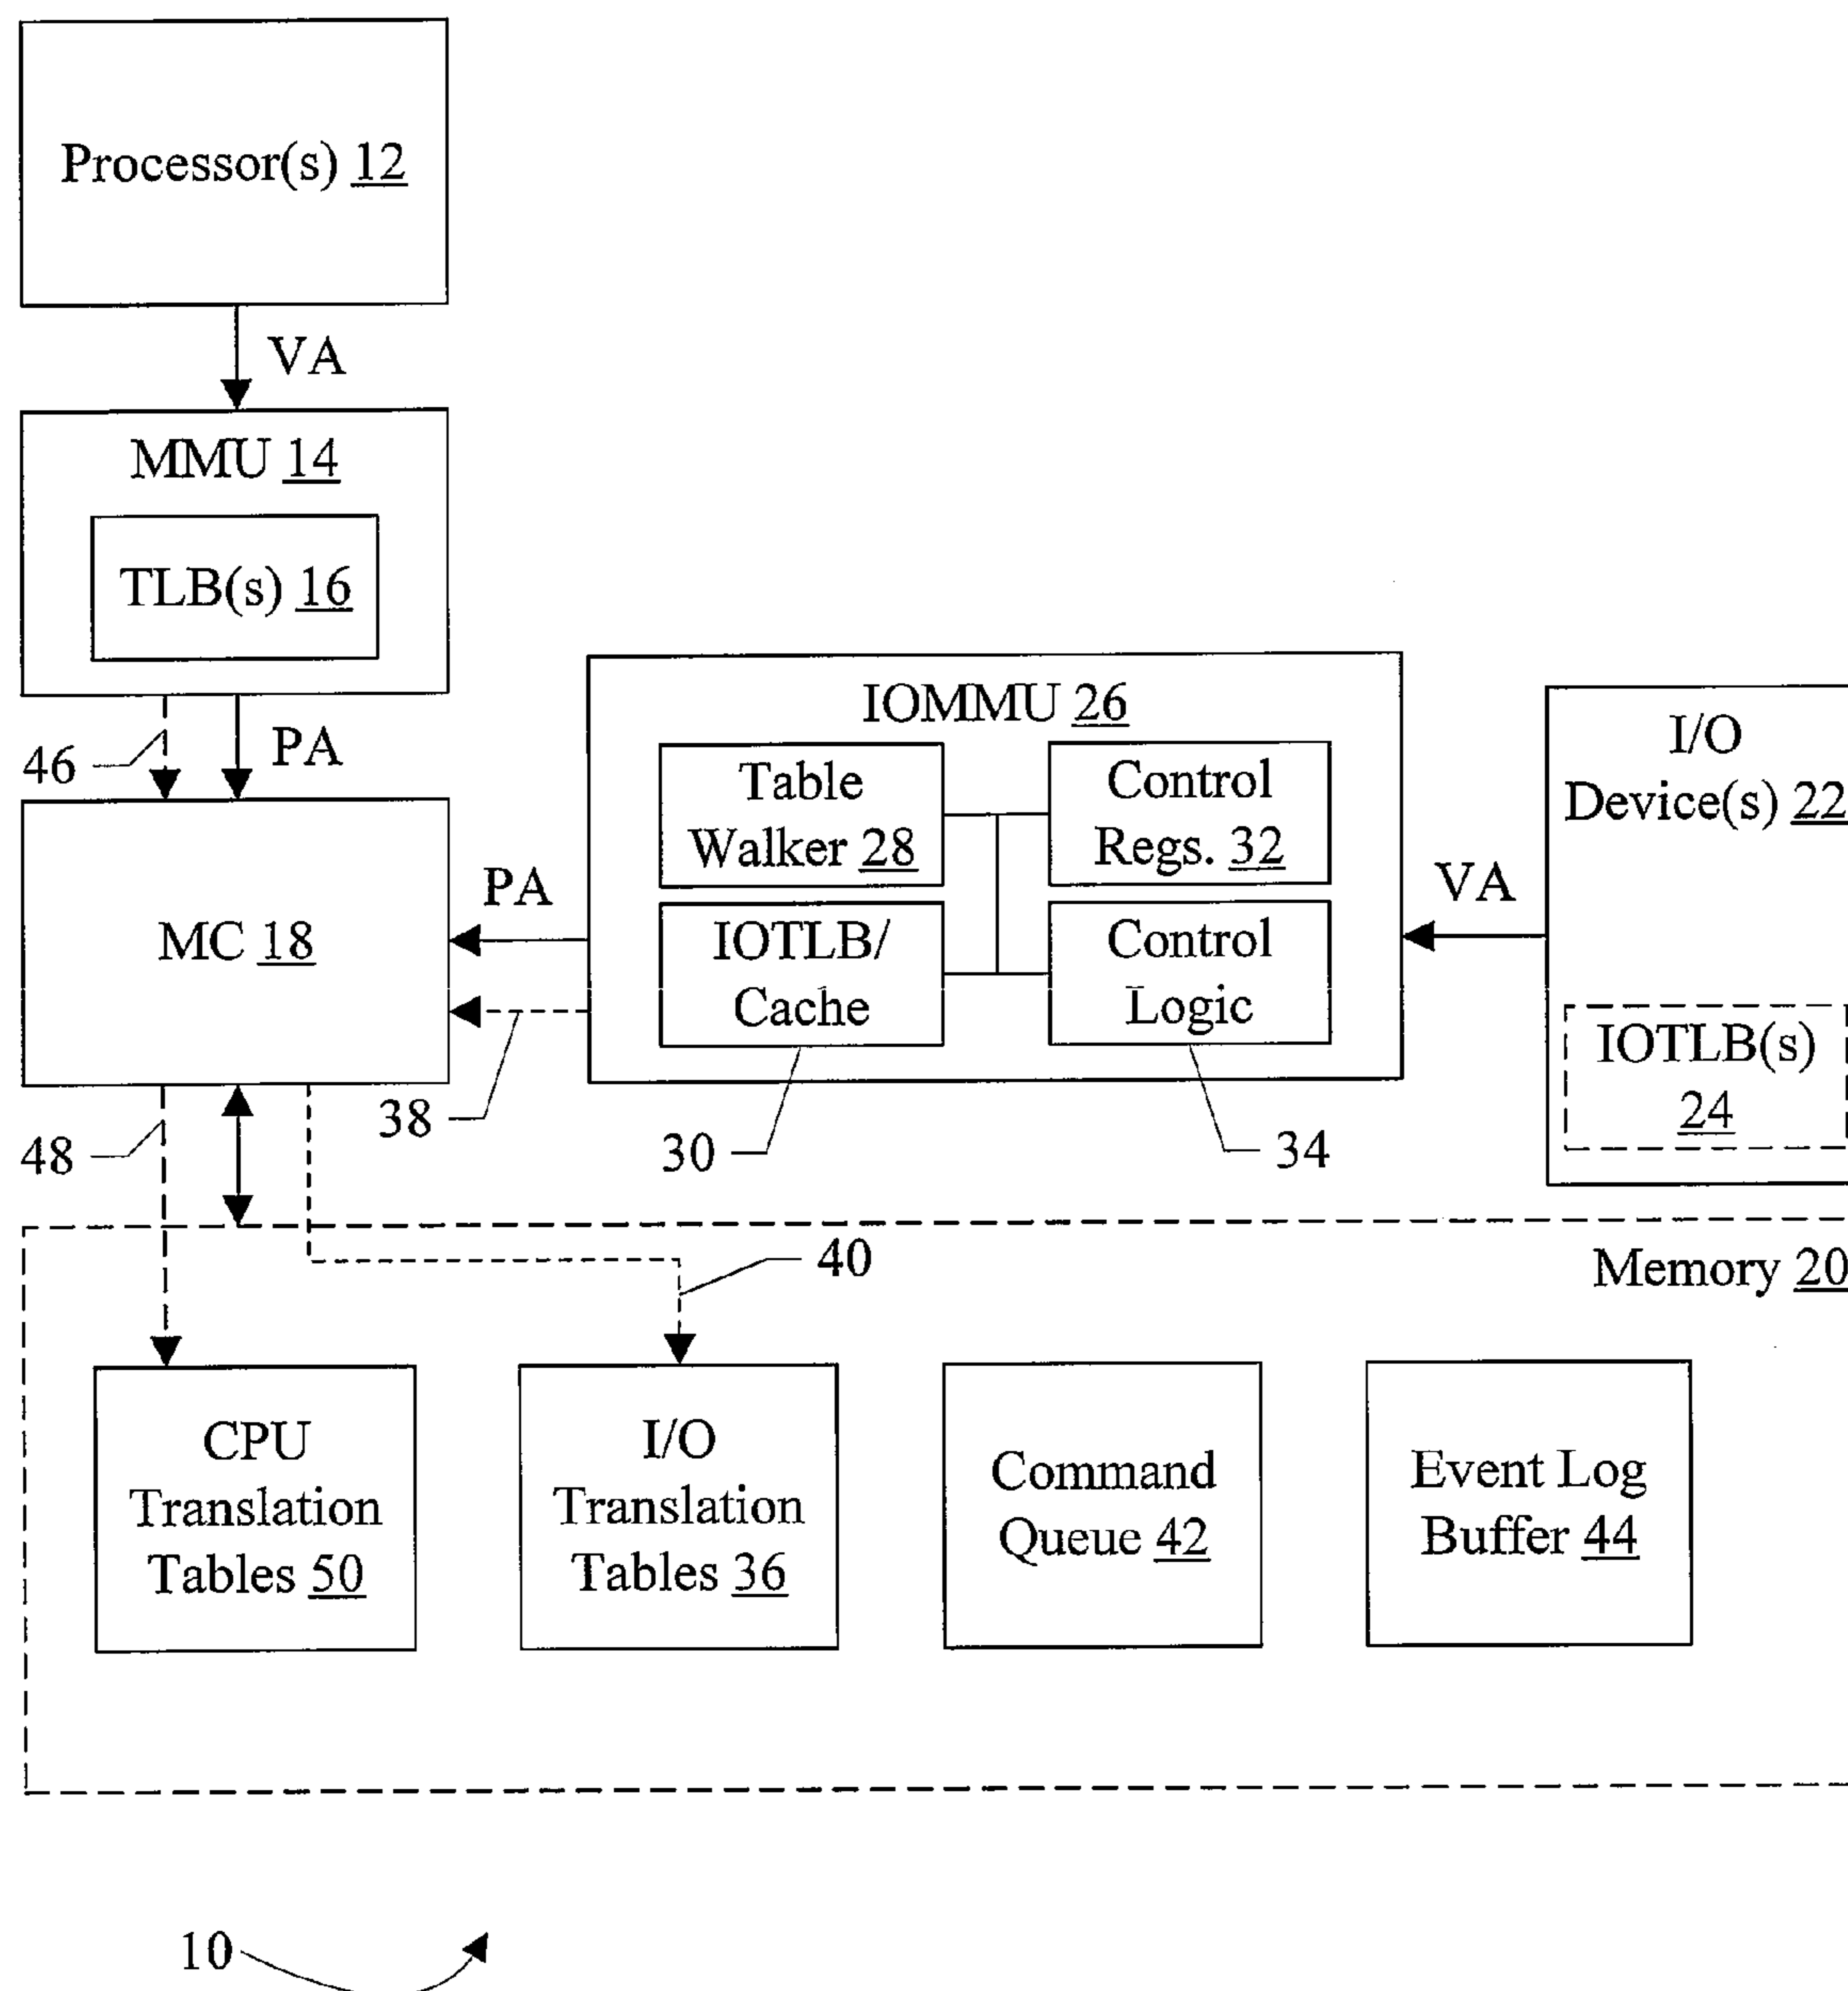 Processor(s) 12
VA
MMU 14
TLB(s) 16
46
PA
MC 18
PA
38
IOMMU 26
Table
Walker 28
Control
Regs. 32
IOTLB/
Cache
Control
Logic
30
34
VA
I/O
Device(s) 22
IOTLB(s)
24
48
40
Memory 20
CPU
Translation
Tables 50
I/O
Translation
Tables 36
Command
Queue 42
Event Log
Buffer 44
10